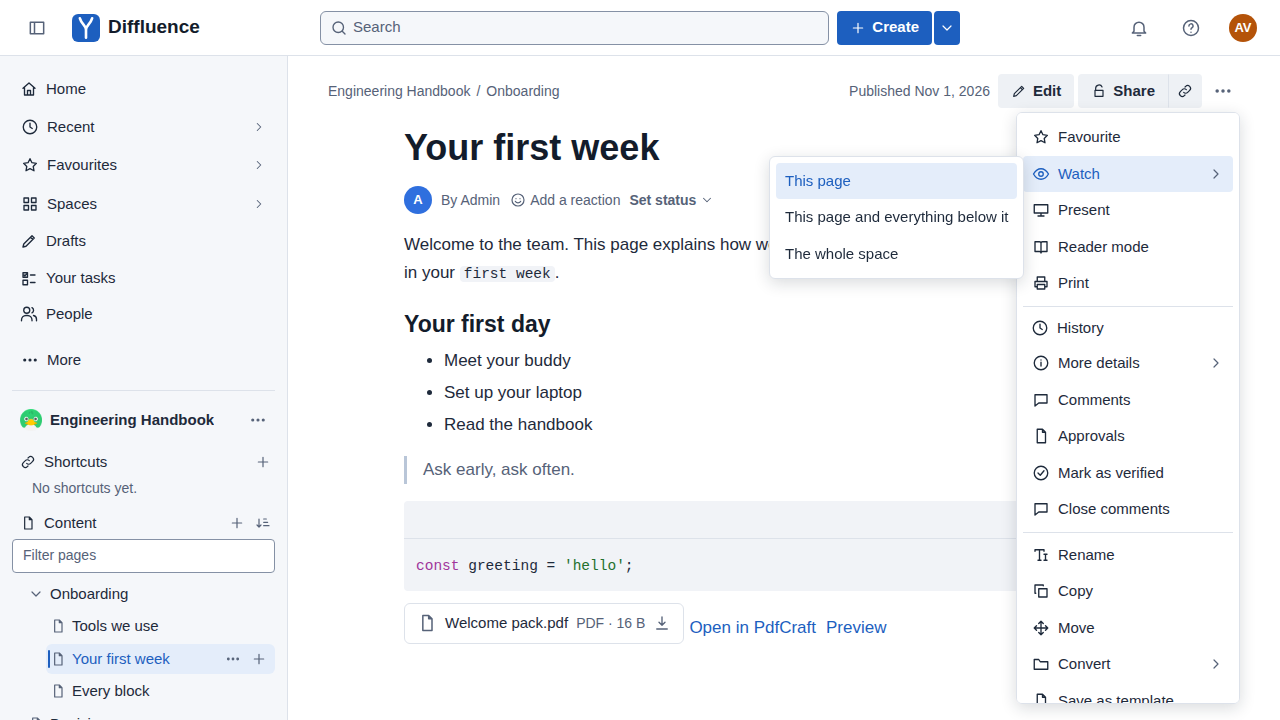 Diffluence
Search
Create
AV
Home
Recent
Favourites
Spaces
Drafts
Your tasks
People
More
Engineering Handbook
Shortcuts
No shortcuts yet.
Content
Filter pages
Onboarding
Tools we use
Your first week
Every block
Engineering Handbook / Onboarding
Published Nov 1, 2026
Edit
Share
Your first week
A
By Admin
Add a reaction
Set status
Welcome to the team. This page explains how
in your first week.
Your first day
Meet your buddy
Set up your laptop
Read the handbook
Ask early, ask often.
const greeting = 'hello';
Welcome pack.pdf PDF · 16 B
Open in PdfCraft Preview
This page
This page and everything below it
The whole space
Favourite
Watch
Present
Reader mode
Print
History
More details
Comments
Approvals
Mark as verified
Close comments
Rename
Copy
Move
Convert
Save as template